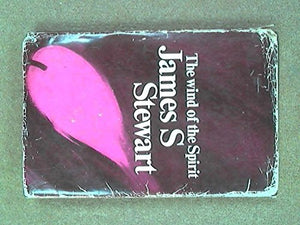 The wind of the Spirit
James S
Stewart